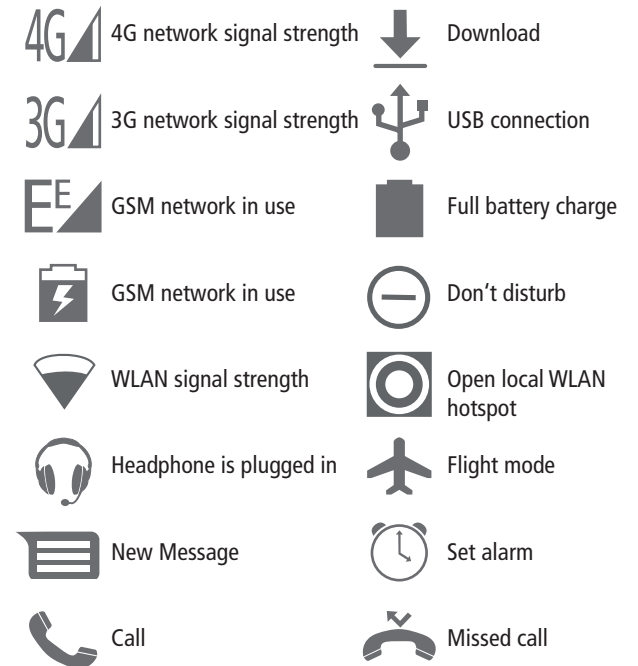 4G 4G network signal strength
Download
3G 3G network signal strength
USB connection
EE GSM network in use
Full battery charge
GSM network in use
Don't disturb
WLAN signal strength
Open local WLAN
hotspot
Headphone is plugged in
Flight mode
New Message
Set alarm
Call
Missed call